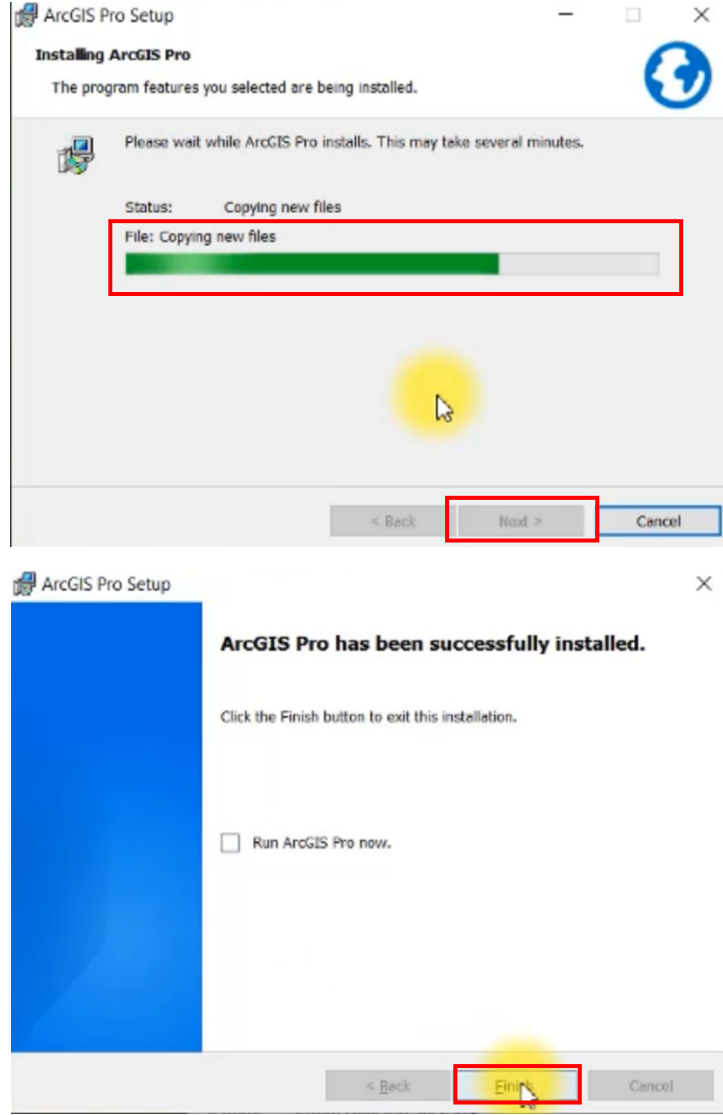 ArcGIS Pro Setup
Installing ArcGIS Pro
The program features you selected are being installed.
Please wait while ArcGIS Pro installs. This may take several minutes.
Status: Copying new files
File: Copying new files
< Back Next > Cancel
ArcGIS Pro Setup
ArcGIS Pro has been successfully installed.
Click the Finish button to exit this installation.
Run ArcGIS Pro now.
< Back Finish Cancel